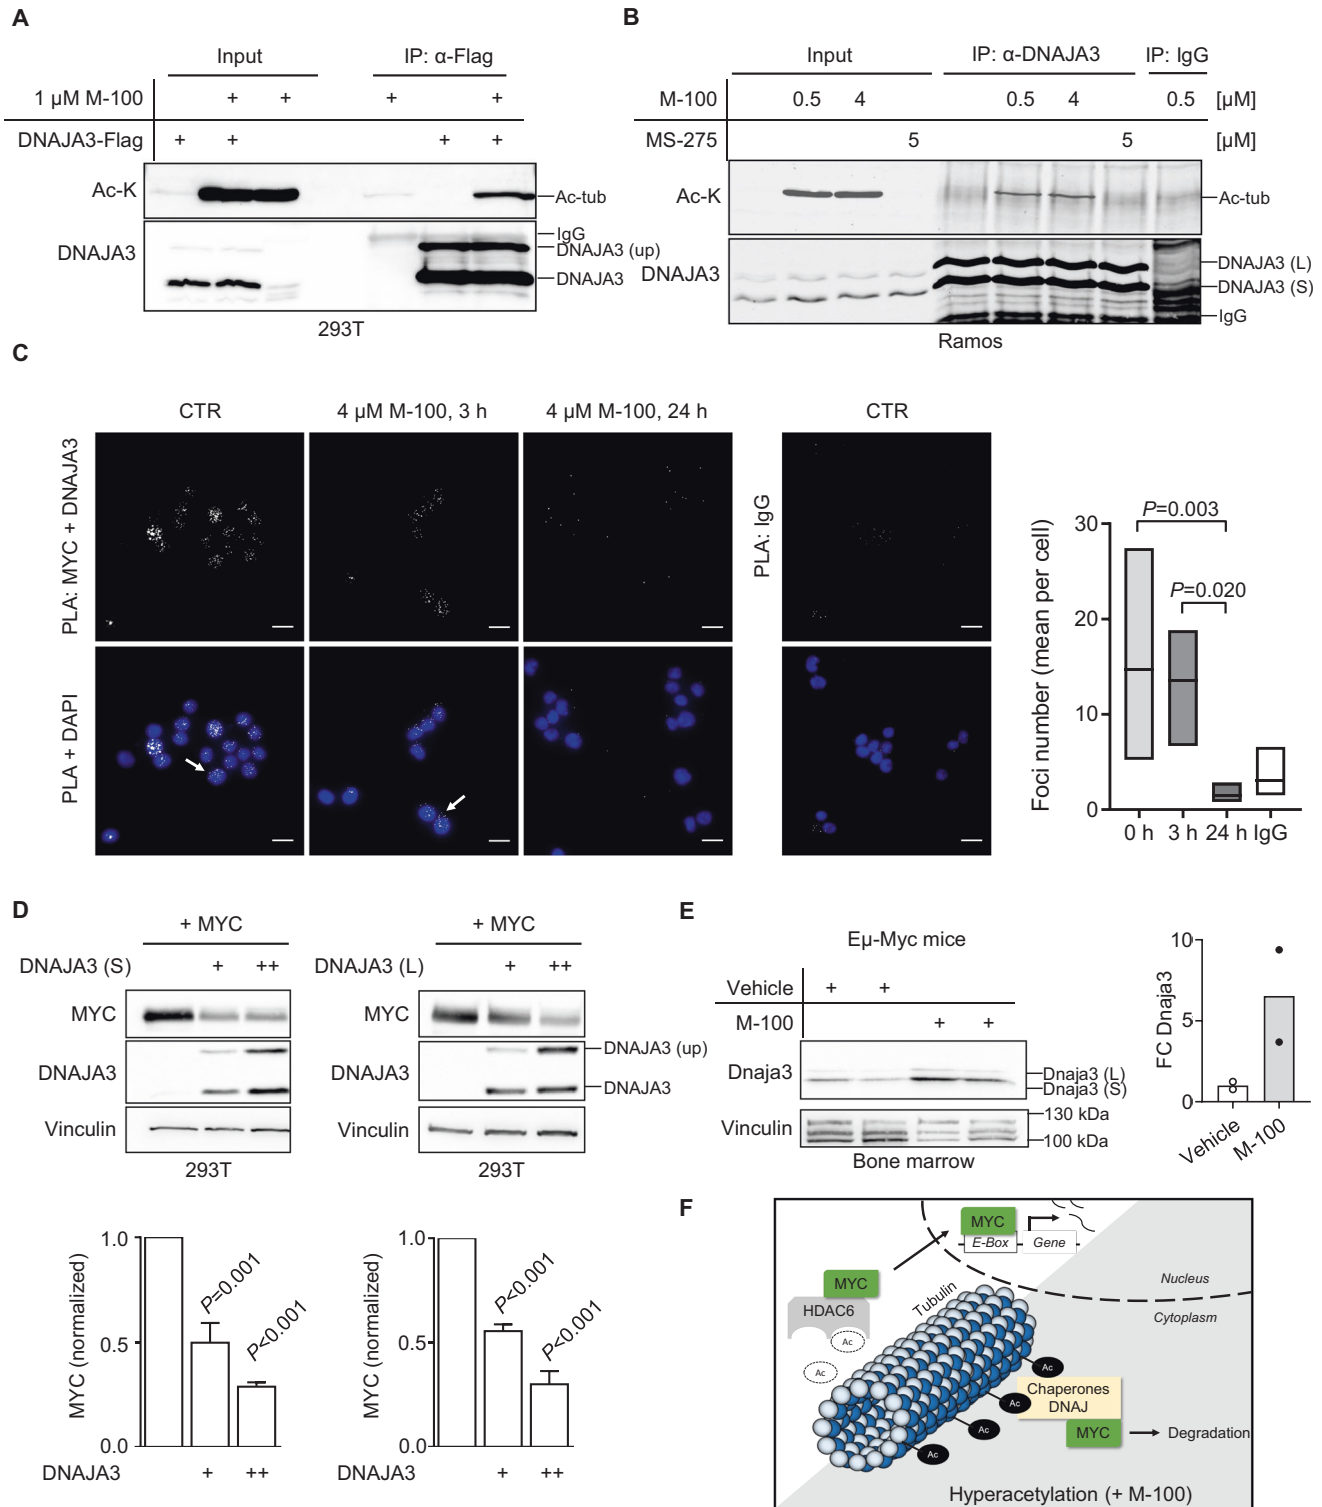 A
Input
IP: α-Flag
1 µM M-100
+
+
+
+
DNAJA3-Flag
+
+
+
+
Ac-K
Ac-tub
DNAJA3
IgG
DNAJA3 (up)
DNAJA3
293T
B
Input
IP: α-DNAJA3
IP: IgG
M-100
0.5
4
0.5
4
0.5
[µM]
MS-275
5
5
[µM]
Ac-K
Ac-tub
DNAJA3
DNAJA3 (L)
DNAJA3 (S)
IgG
Ramos
C
CTR
4 µM M-100, 3 h
4 µM M-100, 24 h
CTR
PLA: MYC + DNAJA3
PLA: IgG
PLA + DAPI
Foci number (mean per cell)
30
20
10
0
P=0.003
P=0.020
0 h
3 h
24 h
IgG
D
+ MYC
DNAJA3 (S)
+
++
MYC
DNAJA3
Vinculin
293T
+ MYC
DNAJA3 (L)
+
++
MYC
DNAJA3
DNAJA3 (up)
DNAJA3
Vinculin
293T
MYC (normalized)
1.0
0.5
0.0
P=0.001
P<0.001
DNAJA3
+
++
MYC (normalized)
1.0
0.5
0.0
P<0.001
P<0.001
DNAJA3
+
++
E
Eµ-Myc mice
Vehicle
+
+
M-100
+
+
Dnaja3
Dnaja3 (L)
Dnaja3 (S)
Vinculin
130 kDa
100 kDa
Bone marrow
FC Dnaja3
10
5
0
Vehicle
M-100
F
MYC
E-Box
Gene
MYC
HDAC6
Ac
Ac
Tubulin
Nucleus
Cytoplasm
Ac
Ac
Ac
Ac
Chaperones
DNAJ
MYC
Degradation
Hyperacetylation (+ M-100)